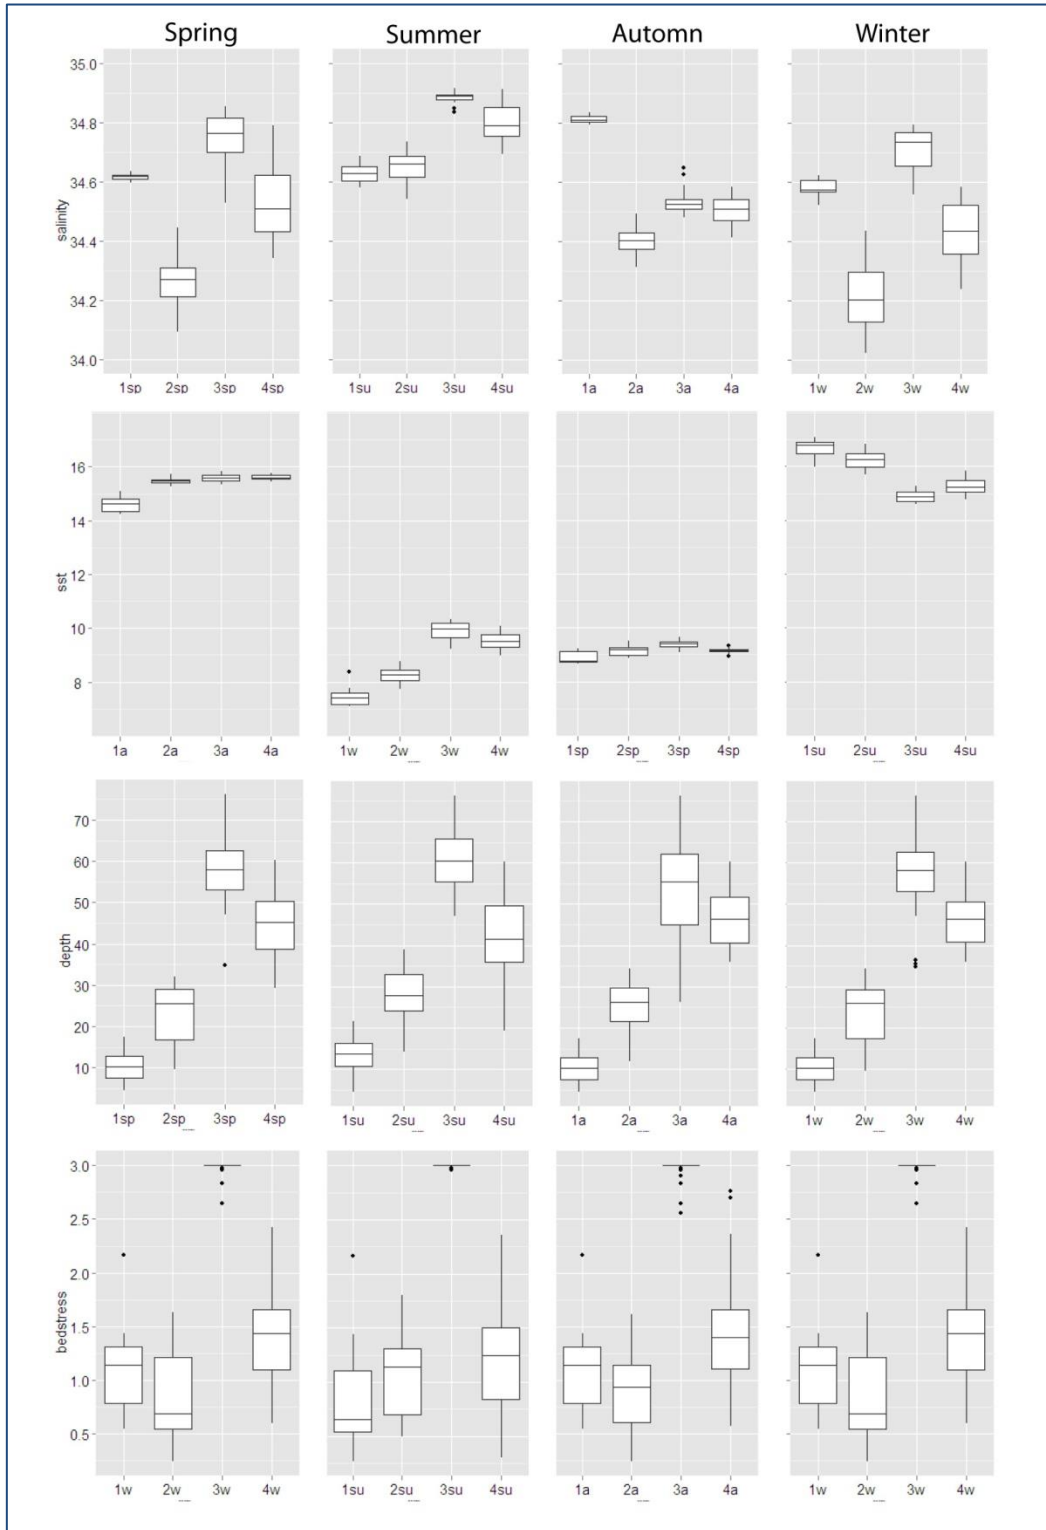 Spring Summer Automn Winter
35.0
34.8
34.6
34.4
34.2
34.0
salinity
1sp 2sp 3sp 4sp 1su 2su 3su 4su 1a 2a 3a 4a 1w 2w 3w 4w
16
14
12
10
8
sst
1a 2a 3a 4a 1w 2w 3w 4w 1sp 2sp 3sp 4sp 1su 2su 3su 4su
70
60
50
40
30
20
10
depth
1sp 2sp 3sp 4sp 1su 2su 3su 4su 1a 2a 3a 4a 1w 2w 3w 4w
3.0
2.5
2.0
1.5
1.0
0.5
bedstress
1w 2w 3w 4w 1su 2su 3su 4su 1a 2a 3a 4a 1w 2w 3w 4w